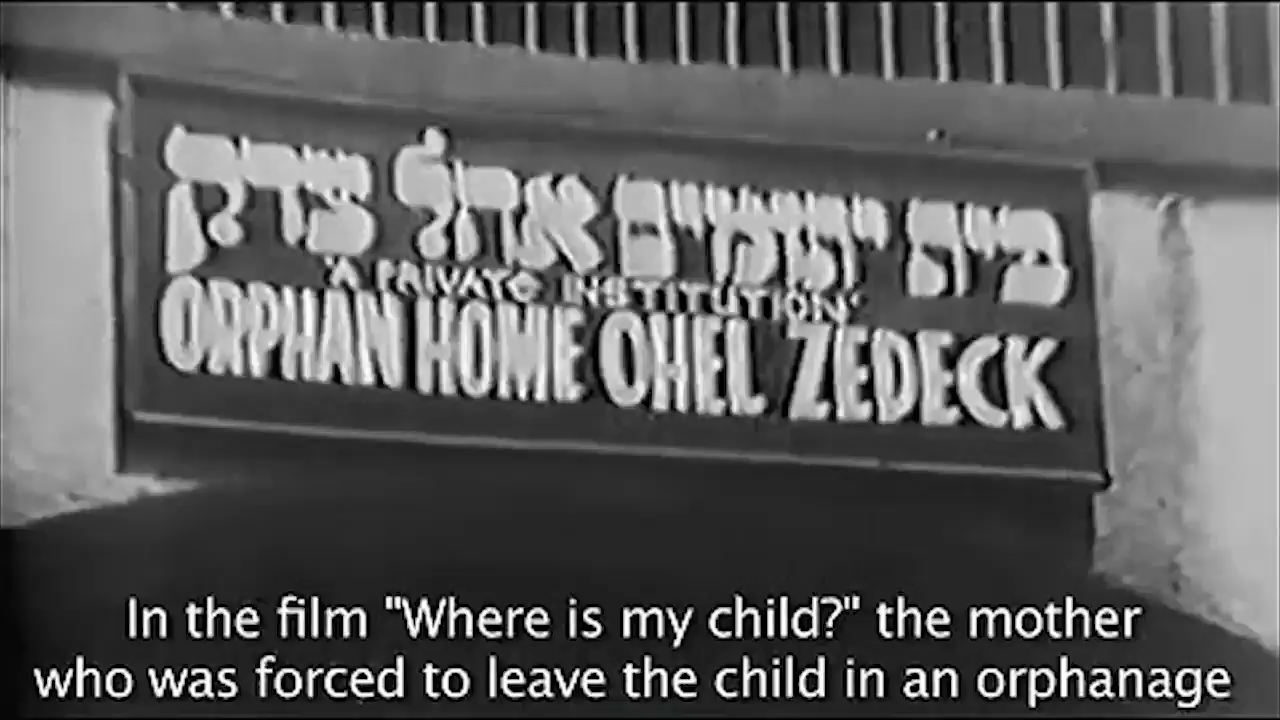 בית יתומים אהל צדק
"A PRIVATE INSTITUTION"
ORPHAN HOME OHEL ZEDECK
In the film "Where is my child?" the mother
who was forced to leave the child in an orphanage